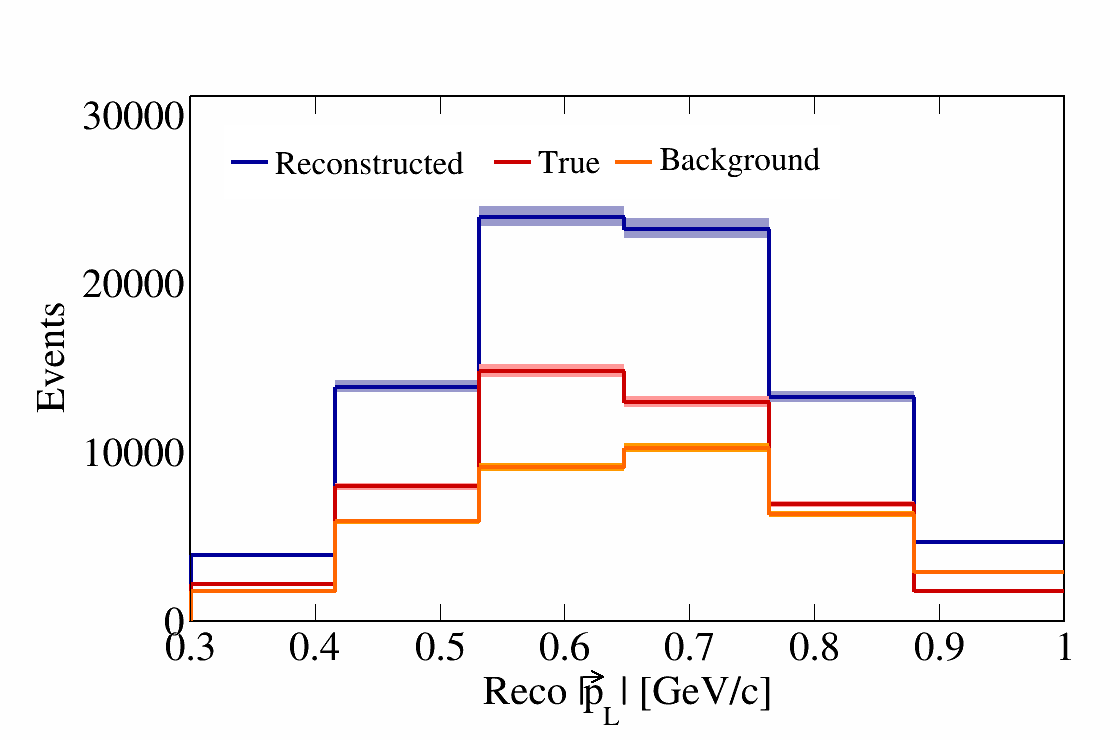 30000
Reconstructed True Background
20000
Events
10000
0
0.3 0.4 0.5 0.6 0.7 0.8 0.9 1
Reco |p⃗_L| [GeV/c]